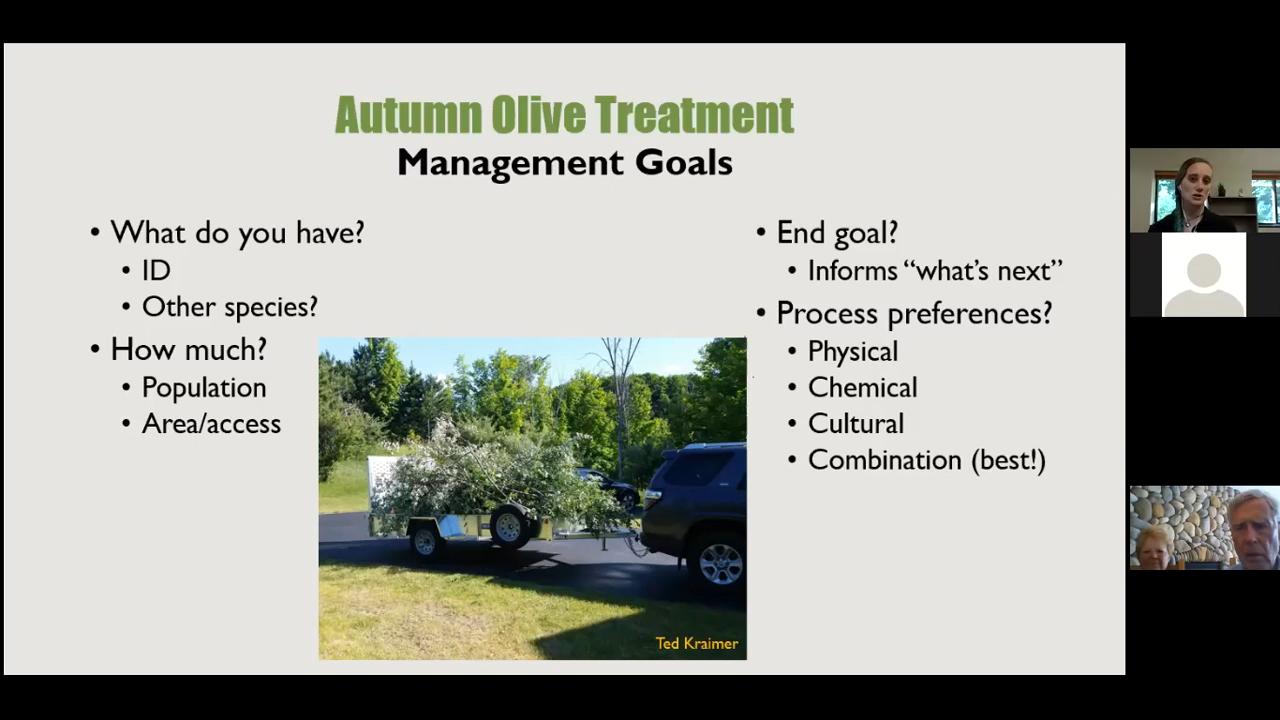 Autumn Olive Treatment
Management Goals
• What do you have?
• ID
• Other species?
• How much?
• Population
• Area/access
• End goal?
• Informs “what’s next”
• Process preferences?
• Physical
• Chemical
• Cultural
• Combination (best!)
Ted Kraimer